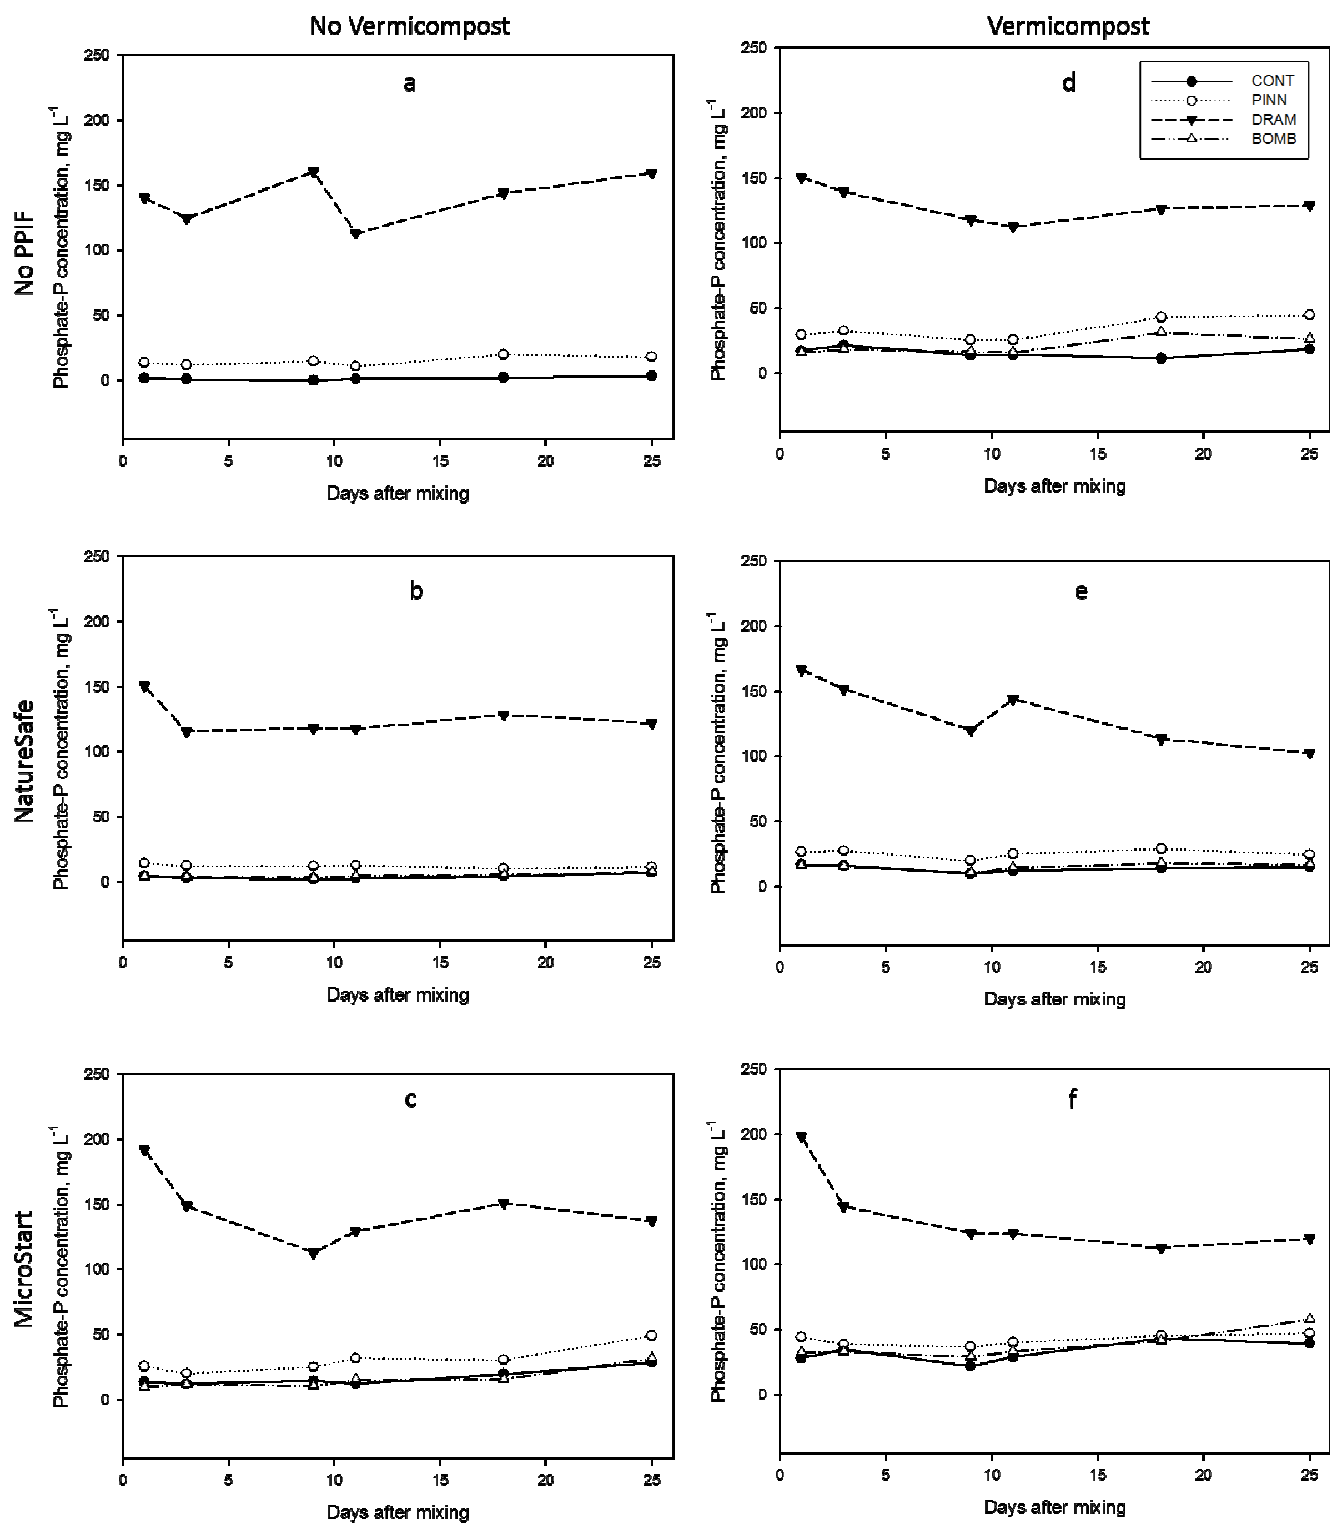 No Vermicompost
Vermicompost
No PPIF
Phosphate-P concentration, mg L⁻¹
250
200
150
100
50
0
a
0 5 10 15 20 25
Days after mixing
Phosphate-P concentration, mg L⁻¹
250
200
150
100
50
0
d
CONT
PINN
DRAM
BOMB
0 5 10 15 20 25
Days after mixing
NatureSafe
Phosphate-P concentration, mg L⁻¹
250
200
150
100
50
0
b
0 5 10 15 20 25
Days after mixing
Phosphate-P concentration, mg L⁻¹
250
200
150
100
50
0
e
0 5 10 15 20 25
Days after mixing
MicroStart
Phosphate-P concentration, mg L⁻¹
250
200
150
100
50
0
c
0 5 10 15 20 25
Days after mixing
Phosphate-P concentration, mg L⁻¹
250
200
150
100
50
0
f
0 5 10 15 20 25
Days after mixing